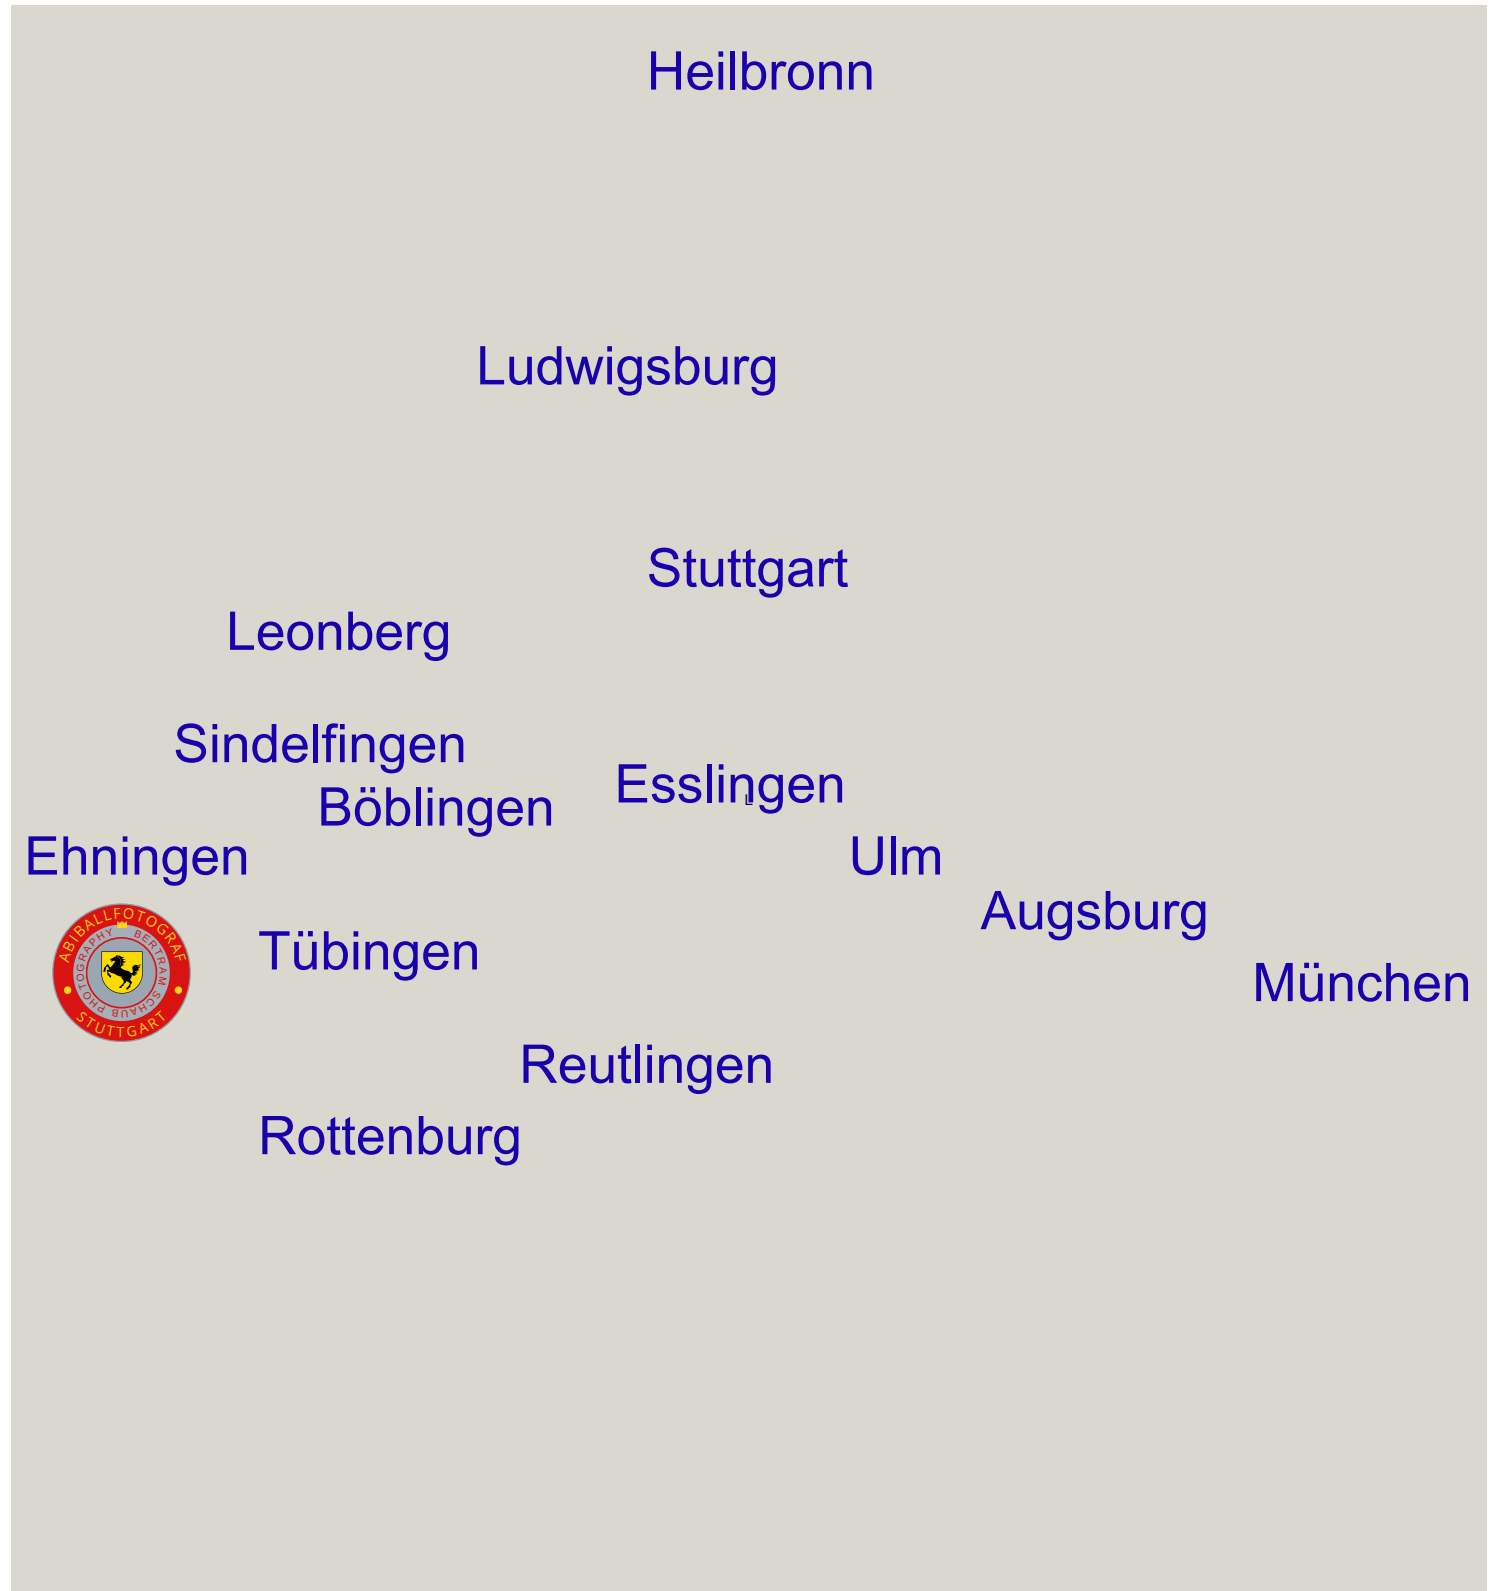 Heilbronn
Ludwigsburg
Stuttgart
Leonberg
Sindelfingen
Esslingen
L
Böblingen
Ehningen
Ulm
Augsburg
ABIBALLFOTOGRAF
STUTTGART
BERTRAM SCHAUB PHOTOGRAPHY
Tübingen
München
Reutlingen
Rottenburg